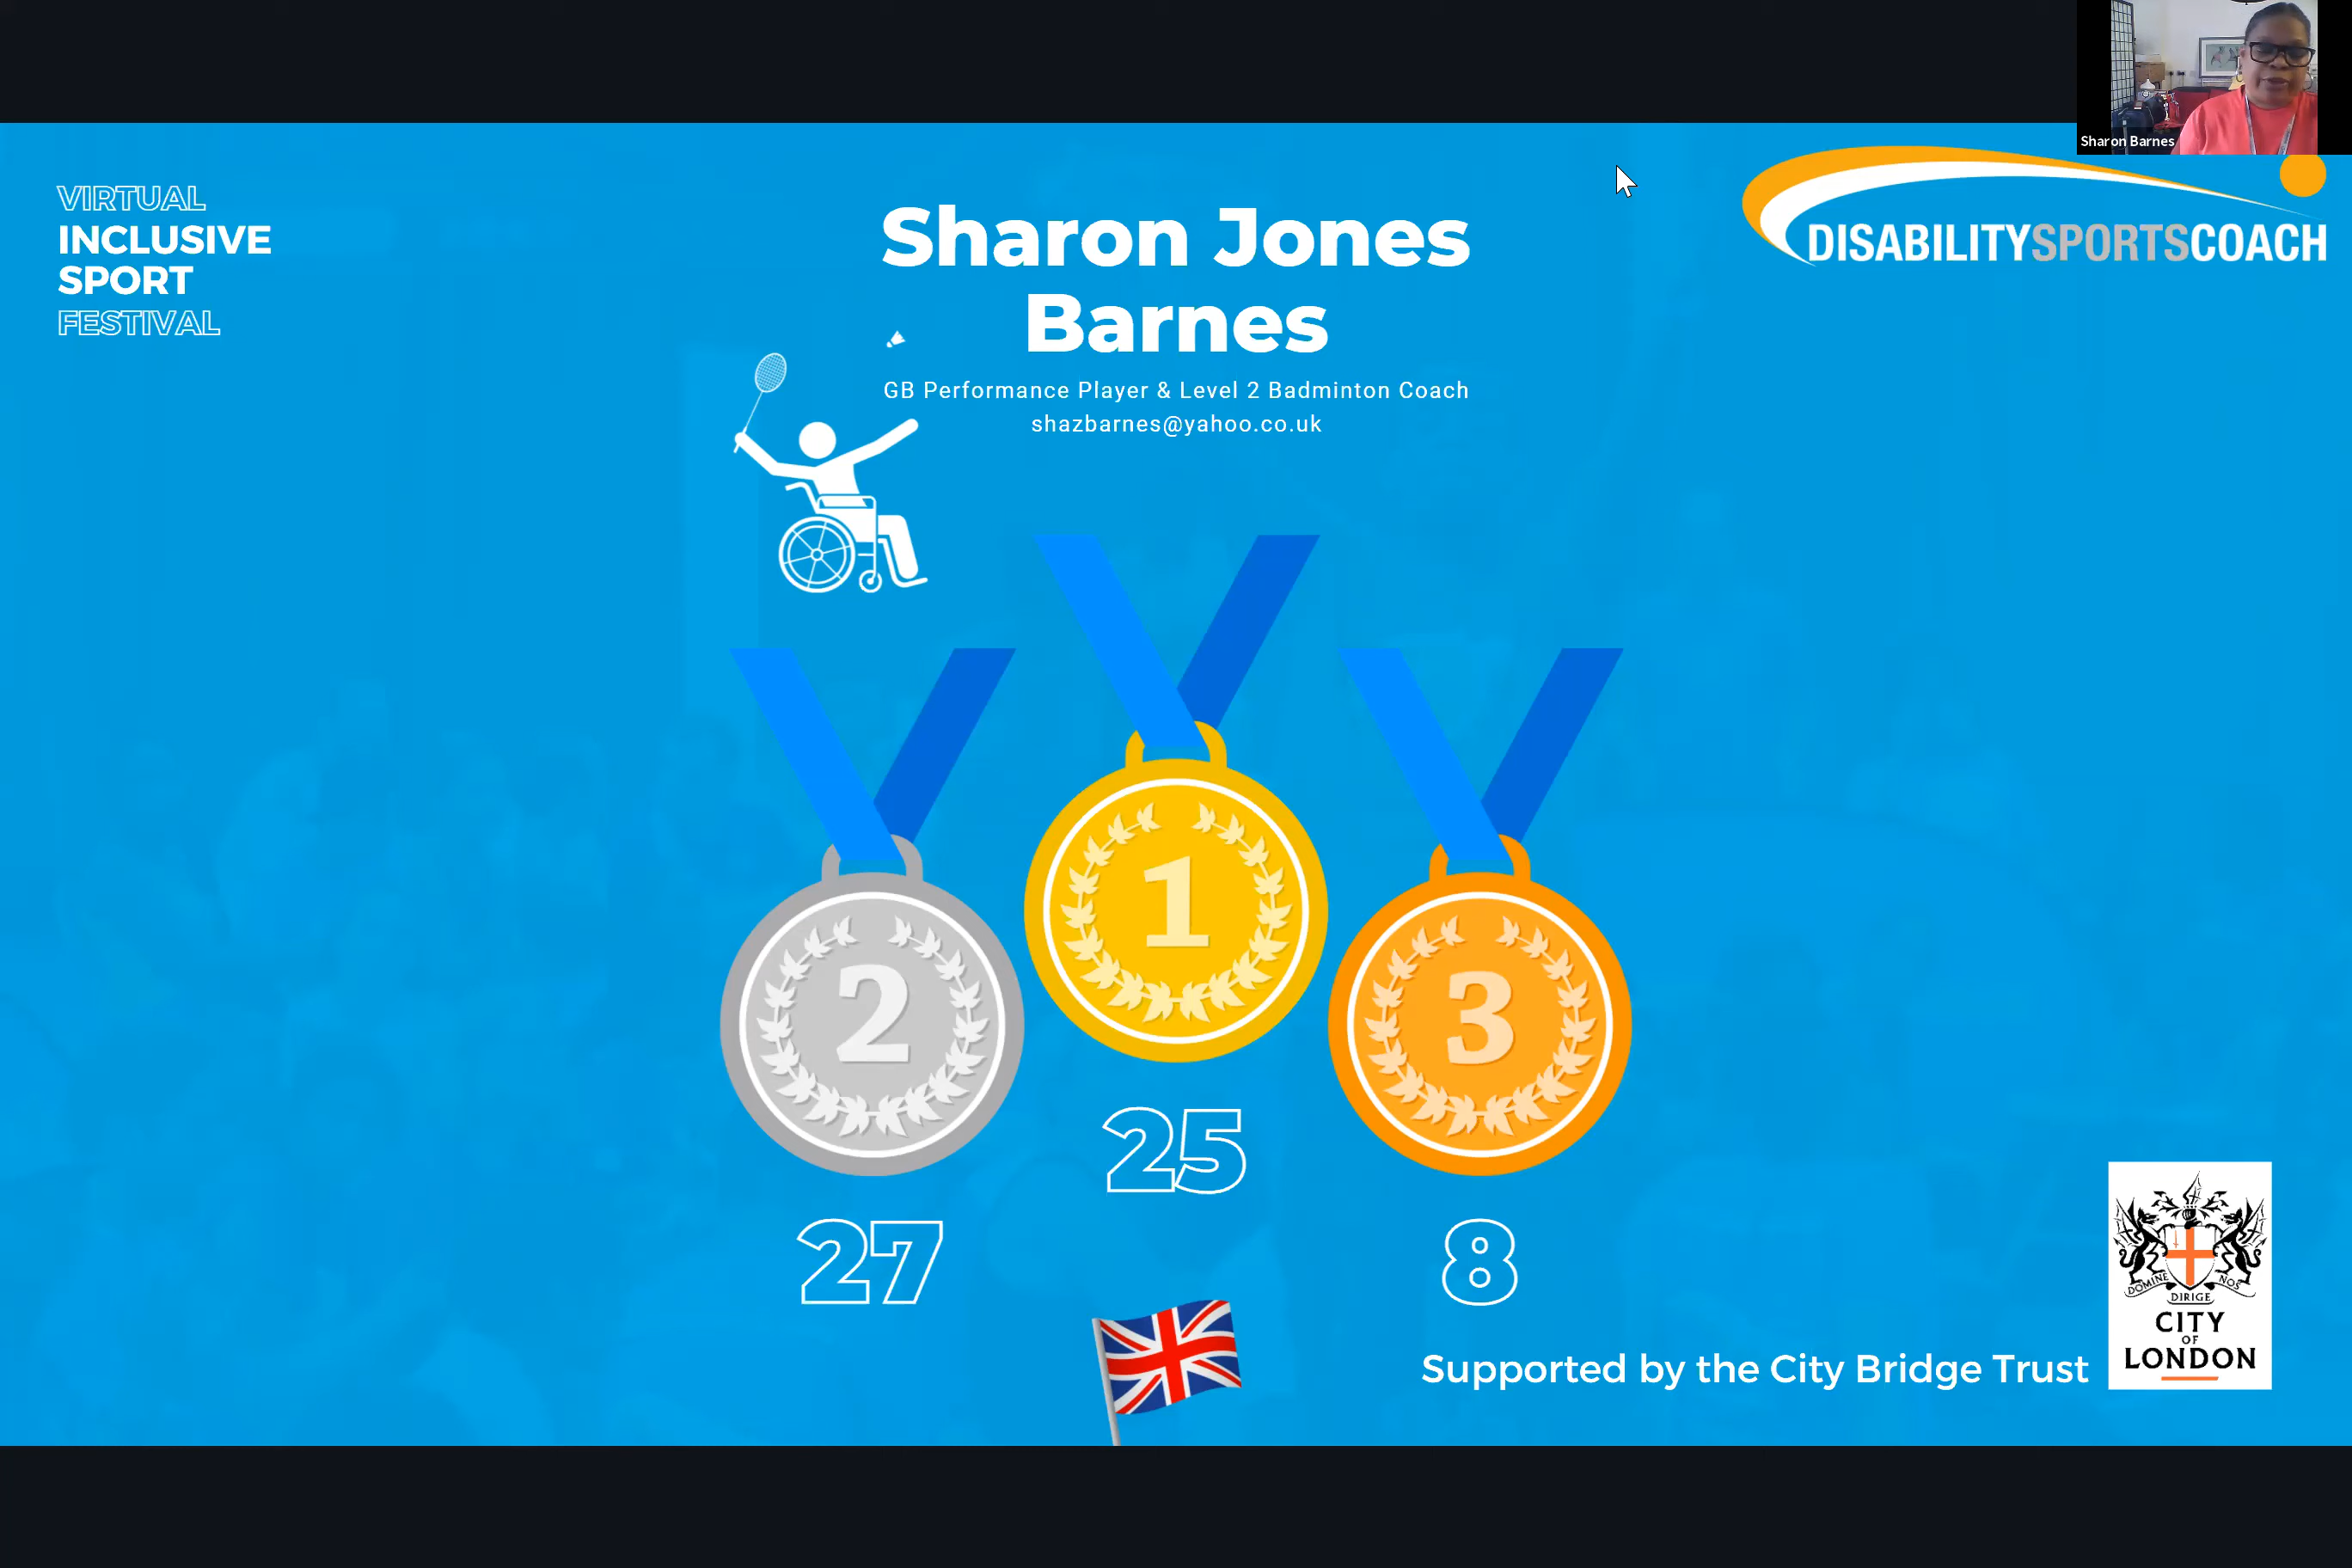 Sharon Barnes
VIRTUAL
INCLUSIVE
SPORT
FESTIVAL
Sharon Jones
Barnes
GB Performance Player & Level 2 Badminton Coach
shazbarnes@yahoo.co.uk
DISABILITYSPORTSCOACH
1
2
3
25
27
8
Supported by the City Bridge Trust
DOMINE NOS
DIRIGE
CITY
OF
LONDON